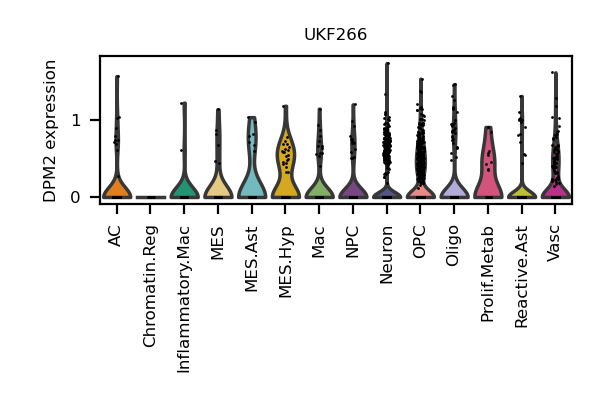 UKF266
DPM2 expression
1
0
AC
Chromatin.Reg
Inflammatory.Mac
MES
MES.Ast
MES.Hyp
Mac
NPC
Neuron
OPC
Oligo
Prolif.Metab
Reactive.Ast
Vasc